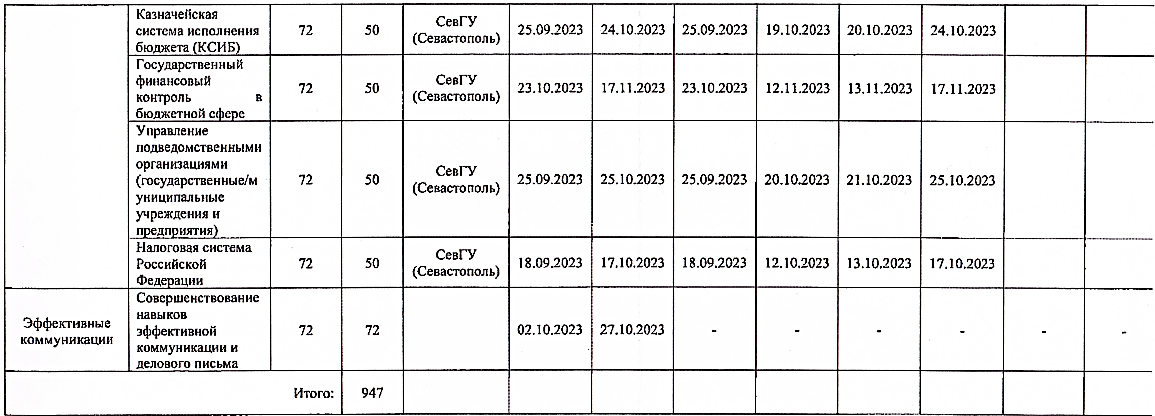 Казначейская
система исполнения
бюджета (КСИБ)
72
50
СевГУ
(Севастополь)
25.09.2023
24.10.2023
25.09.2023
19.10.2023
20.10.2023
24.10.2023
Государственный
финансовый
контроль в
бюджетной сфере
72
50
СевГУ
(Севастополь)
23.10.2023
17.11.2023
23.10.2023
12.11.2023
13.11.2023
17.11.2023
Управление
подведомственными
организациями
(государственные/м
униципальные
учреждения и
предприятия)
72
50
СевГУ
(Севастополь)
25.09.2023
25.10.2023
25.09.2023
20.10.2023
21.10.2023
25.10.2023
Налоговая система
Российской
Федерации
72
50
СевГУ
(Севастополь)
18.09.2023
17.10.2023
18.09.2023
12.10.2023
13.10.2023
17.10.2023
Эффективные
коммуникации
Совершенствование
навыков
эффективной
коммуникации и
делового письма
72
72
02.10.2023
27.10.2023
-
-
-
-
-
-
Итого:
947